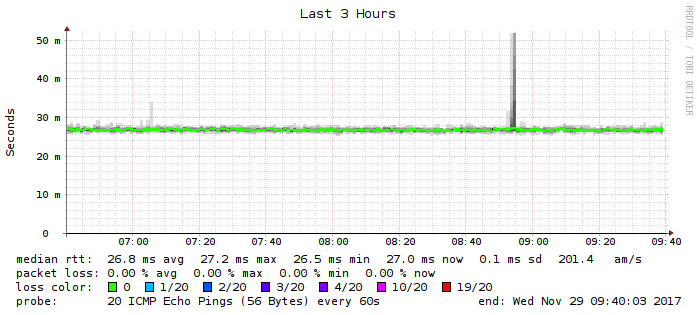 Last 3 Hours
RRDTOOL / TOBI OETIKER
Seconds
50 m
40 m
30 m
20 m
10 m
0
07:00 07:20 07:40 08:00 08:20 08:40 09:00 09:20 09:40
median rtt: 26.8 ms avg 27.2 ms max 26.5 ms min 27.0 ms now 0.1 ms sd 201.4 am/s
packet loss: 0.00 % avg 0.00 % max 0.00 % min 0.00 % now
loss color: 0 1/20 2/20 3/20 4/20 10/20 19/20
probe: 20 ICMP Echo Pings (56 Bytes) every 60s end: Wed Nov 29 09:40:03 2017